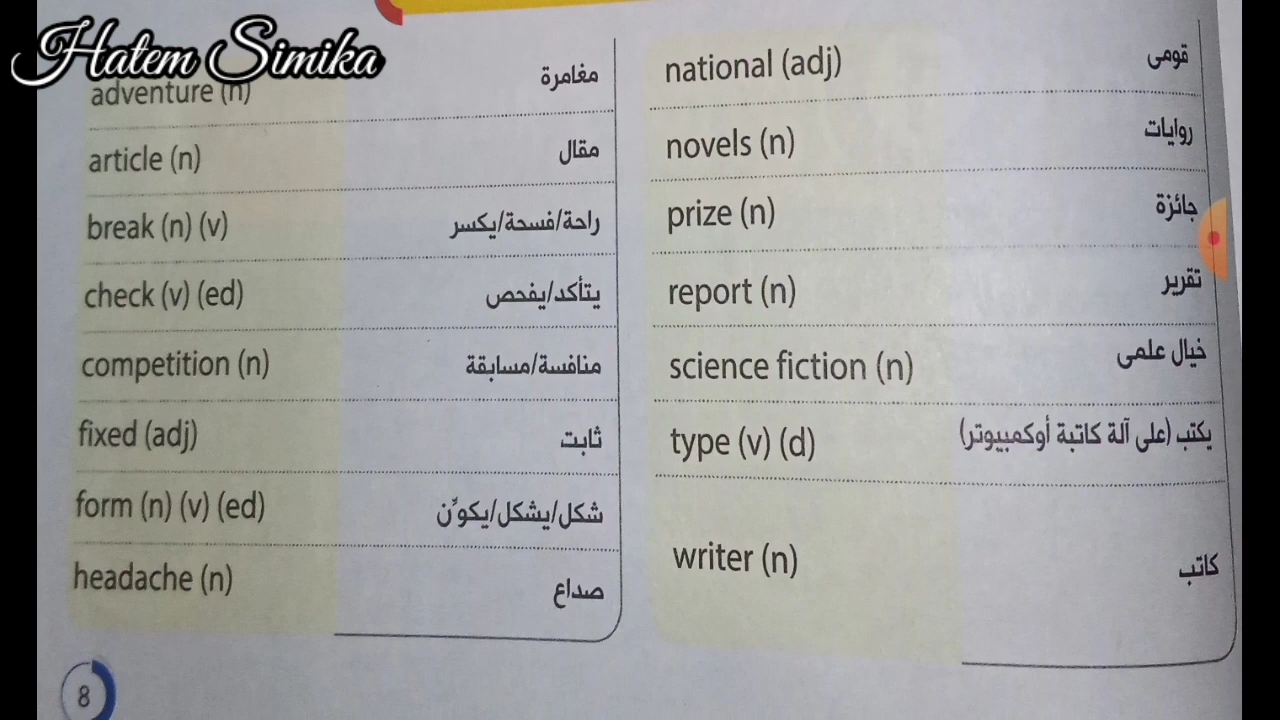 Hatem Simika
adventure (n) مغامرة
article (n) مقال
break (n) (v) راحة/فسحة/يكسر
check (v) (ed) يتأكد/يفحص
competition (n) منافسة/مسابقة
fixed (adj) ثابت
form (n) (v) (ed) شكل/يشكل/يكوِّن
headache (n) صداع
national (adj) قومى
novels (n) روايات
prize (n) جائزة
report (n) تقرير
science fiction (n) خيال علمى
type (v) (d) يكتب (على آلة كاتبة أوكمبيوتر)
writer (n) كاتب
8